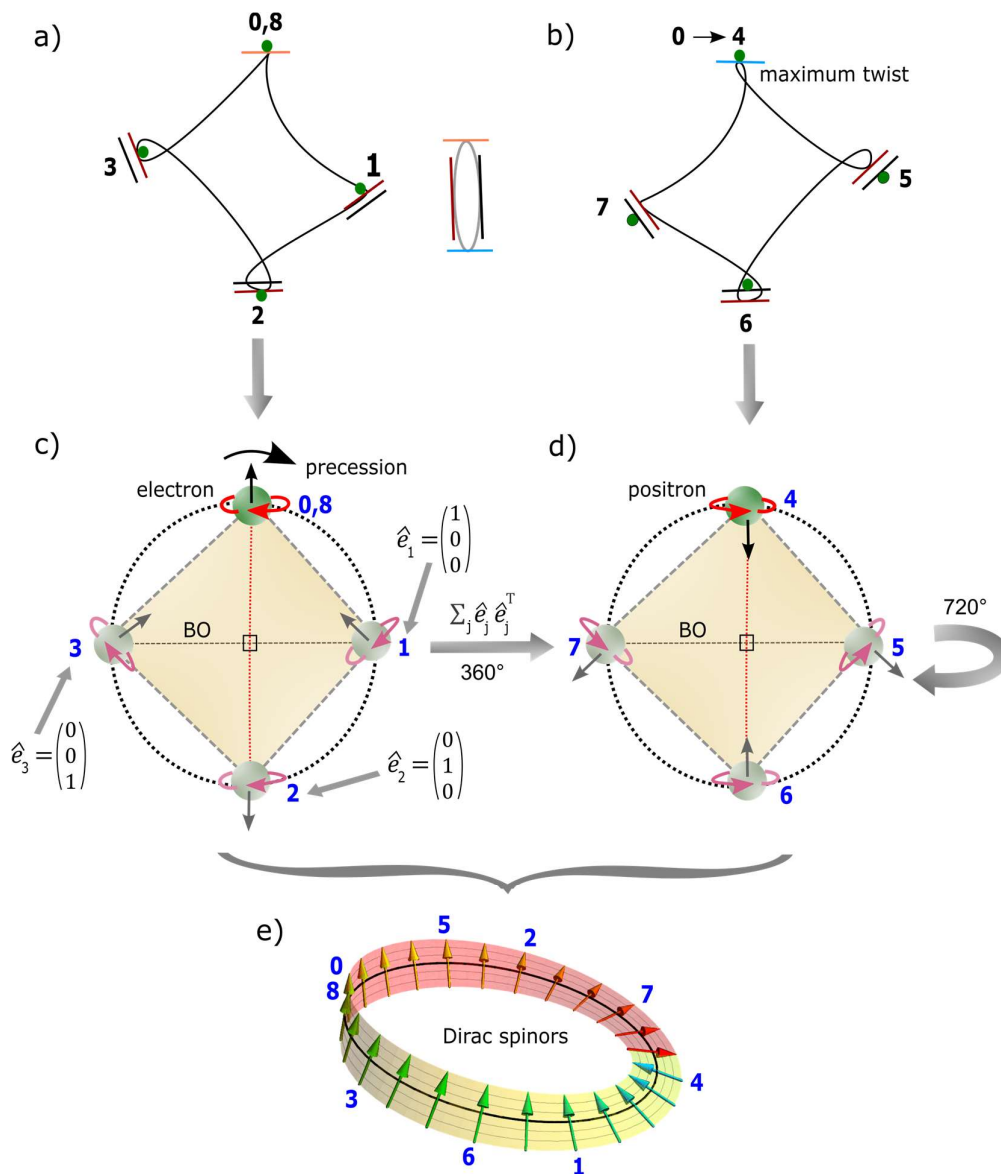 a)
0,8
3
1
2
b)
0 → 4
maximum twist
5
7
6
c)
precession
electron
0,8
ê₁ = (1 0 0)
3
BO
1
ê₃ = (0 0 1)
2
ê₂ = (0 1 0)
∑ⱼ êⱼ êⱼᵀ
360°
d)
positron
4
7
BO
5
6
720°
e)
5
2
0
8
7
Dirac spinors
4
3
6
1